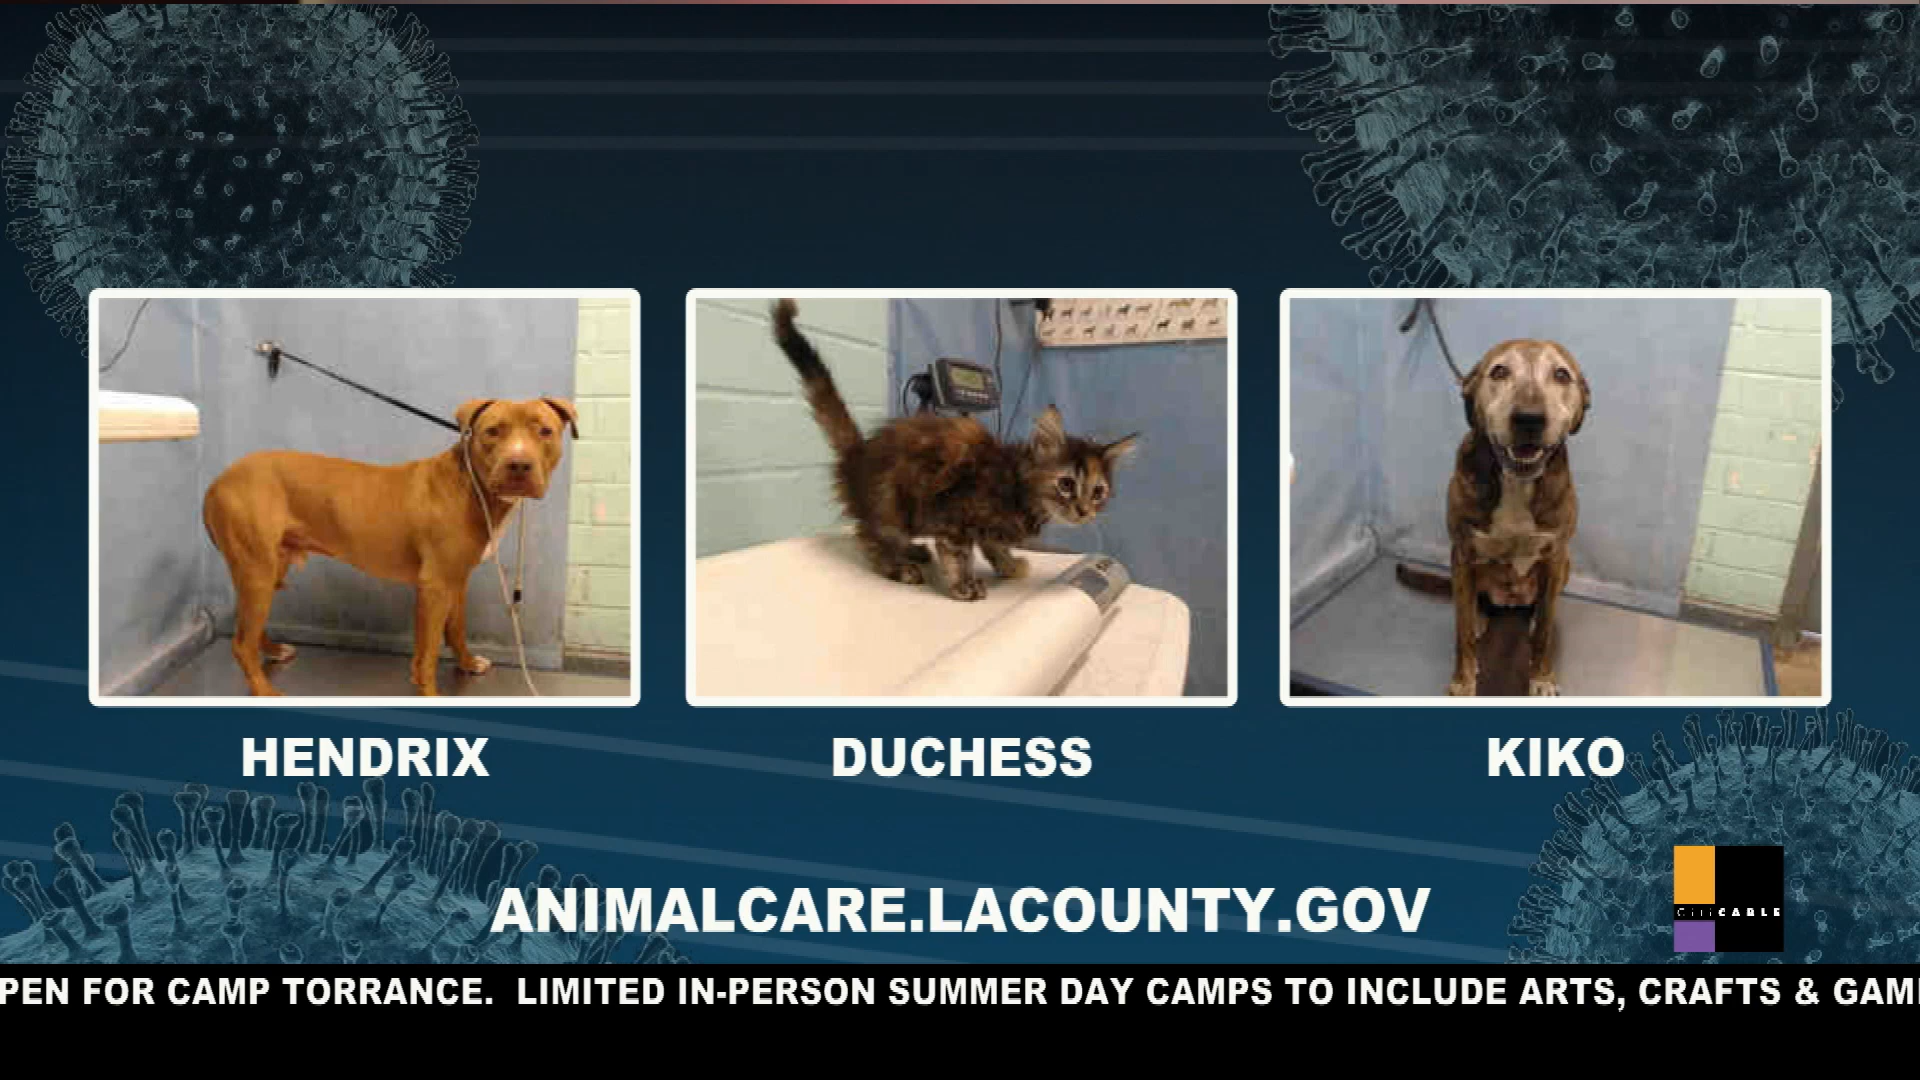 HENDRIX
DUCHESS
KIKO
ANIMALCARE.LACOUNTY.GOV
CITICABLE
PEN FOR CAMP TORRANCE. LIMITED IN-PERSON SUMMER DAY CAMPS TO INCLUDE ARTS, CRAFTS & GAM